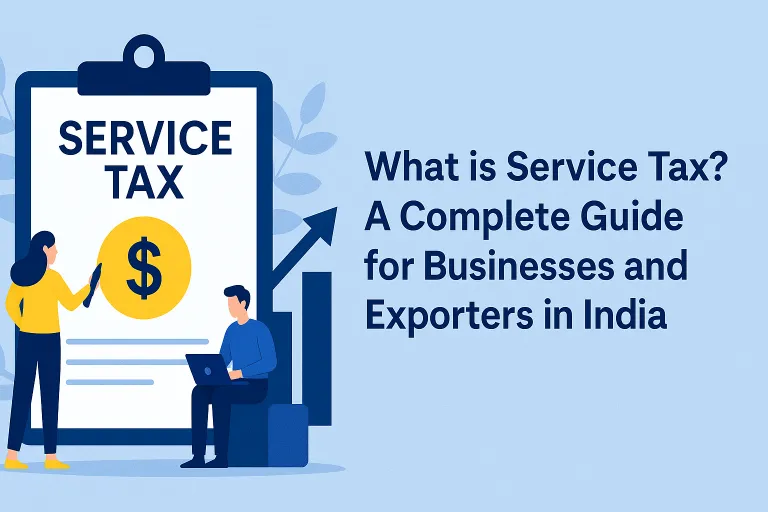 SERVICE
TAX
$
What is Service Tax?
A Complete Guide
for Businesses and
Exporters in India